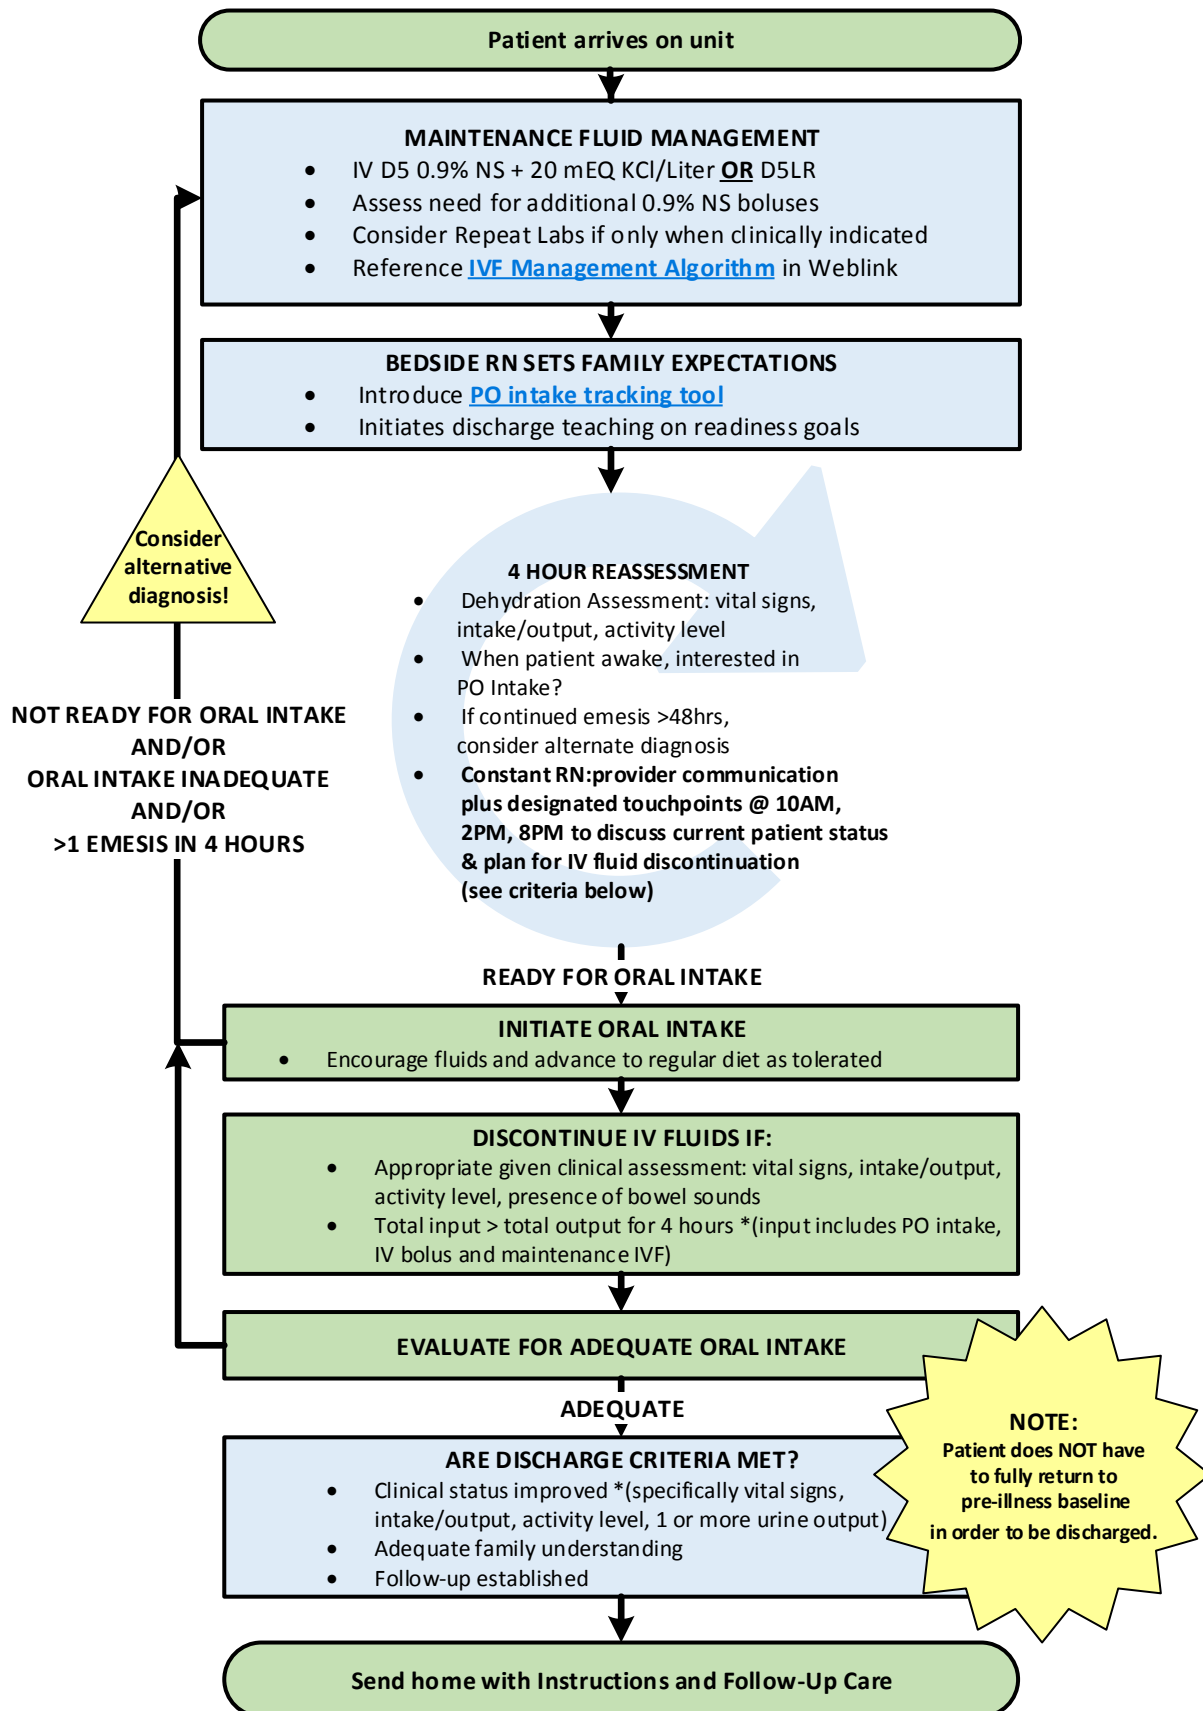 Patient arrives on unit
MAINTENANCE FLUID MANAGEMENT
• IV D5 0.9% NS + 20 mEQ KCl/Liter OR D5LR
• Assess need for additional 0.9% NS boluses
• Consider Repeat Labs if only when clinically indicated
• Reference IVF Management Algorithm in Weblink
BEDSIDE RN SETS FAMILY EXPECTATIONS
• Introduce PO intake tracking tool
• Initiates discharge teaching on readiness goals
Consider
alternative
diagnosis!
NOT READY FOR ORAL INTAKE
AND/OR
ORAL INTAKE INADEQUATE
AND/OR
>1 EMESIS IN 4 HOURS
4 HOUR REASSESSMENT
• Dehydration Assessment: vital signs,
intake/output, activity level
• When patient awake, interested in
PO Intake?
• If continued emesis >48hrs,
consider alternate diagnosis
• Constant RN:provider communication
plus designated touchpoints @ 10AM,
2PM, 8PM to discuss current patient status
& plan for IV fluid discontinuation
(see criteria below)
READY FOR ORAL INTAKE
INITIATE ORAL INTAKE
• Encourage fluids and advance to regular diet as tolerated
DISCONTINUE IV FLUIDS IF:
• Appropriate given clinical assessment: vital signs, intake/output,
activity level, presence of bowel sounds
• Total input > total output for 4 hours *(input includes PO intake,
IV bolus and maintenance IVF)
EVALUATE FOR ADEQUATE ORAL INTAKE
ADEQUATE
ARE DISCHARGE CRITERIA MET?
• Clinical status improved *(specifically vital signs,
intake/output, activity level, 1 or more urine output)
• Adequate family understanding
• Follow-up established
NOTE:
Patient does NOT have
to fully return to
pre-illness baseline
in order to be discharged.
Send home with Instructions and Follow-Up Care